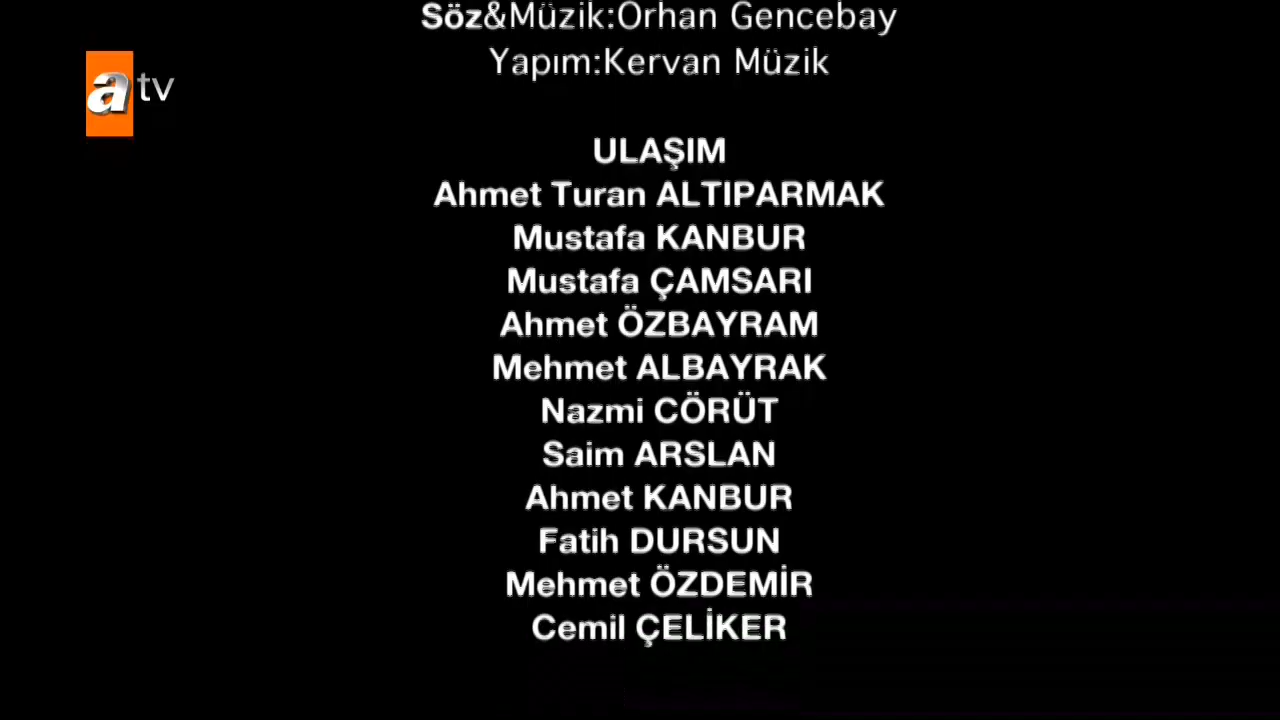 Söz&Müzik:Orhan Gencebay
Yapım:Kervan Müzik
atv
ULAŞIM
Ahmet Turan ALTIPARMAK
Mustafa KANBUR
Mustafa ÇAMSARI
Ahmet ÖZBAYRAM
Mehmet ALBAYRAK
Nazmi CÖRÜT
Saim ARSLAN
Ahmet KANBUR
Fatih DURSUN
Mehmet ÖZDEMİR
Cemil ÇELİKER